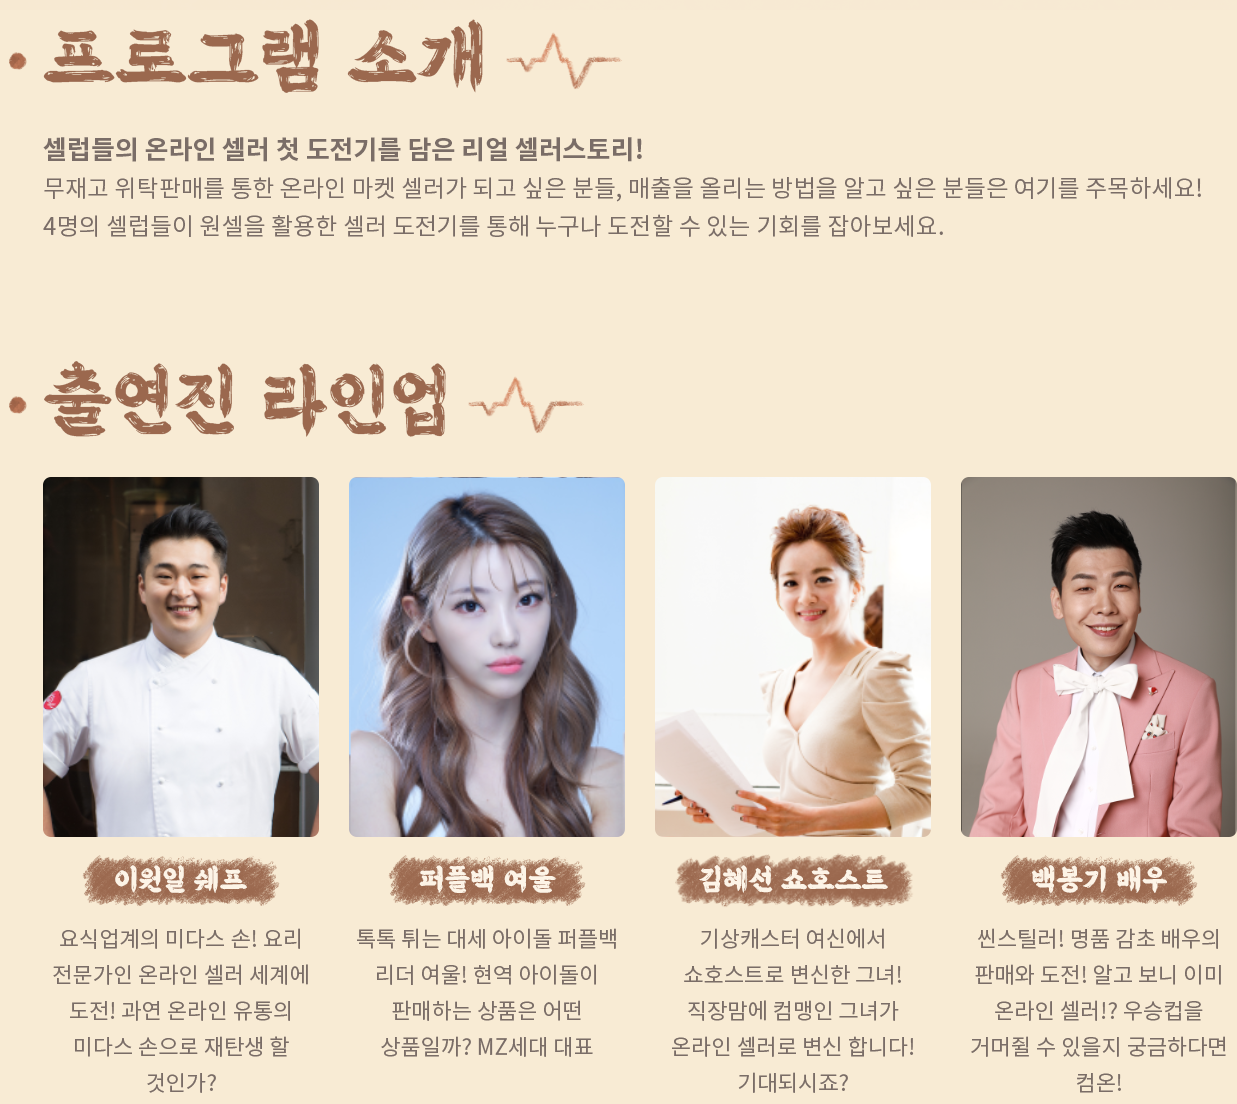 프로그램 소개
셀럽들의 온라인 셀러 첫 도전기를 담은 리얼 셀러스토리!
무재고 위탁판매를 통한 온라인 마켓 셀러가 되고 싶은 분들, 매출을 올리는 방법을 알고 싶은 분들은 여기를 주목하세요!
4명의 셀럽들이 원셀을 활용한 셀러 도전기를 통해 누구나 도전할 수 있는 기회를 잡아보세요.
출연진 라인업
이원일 쉐프
요식업계의 미다스 손! 요리
전문가인 온라인 셀러 세계에
도전! 과연 온라인 유통의
미다스 손으로 재탄생 할
것인가?
퍼플백 여울
톡톡 튀는 대세 아이돌 퍼플백
리더 여울! 현역 아이돌이
판매하는 상품은 어떤
상품일까? MZ세대 대표
김혜선 쇼호스트
기상캐스터 여신에서
쇼호스트로 변신한 그녀!
직장맘에 컴맹인 그녀가
온라인 셀러로 변신 합니다!
기대되시죠?
백봉기 배우
씬스틸러! 명품 감초 배우의
판매와 도전! 알고 보니 이미
온라인 셀러!? 우승컵을
거머쥘 수 있을지 궁금하다면
컴온!